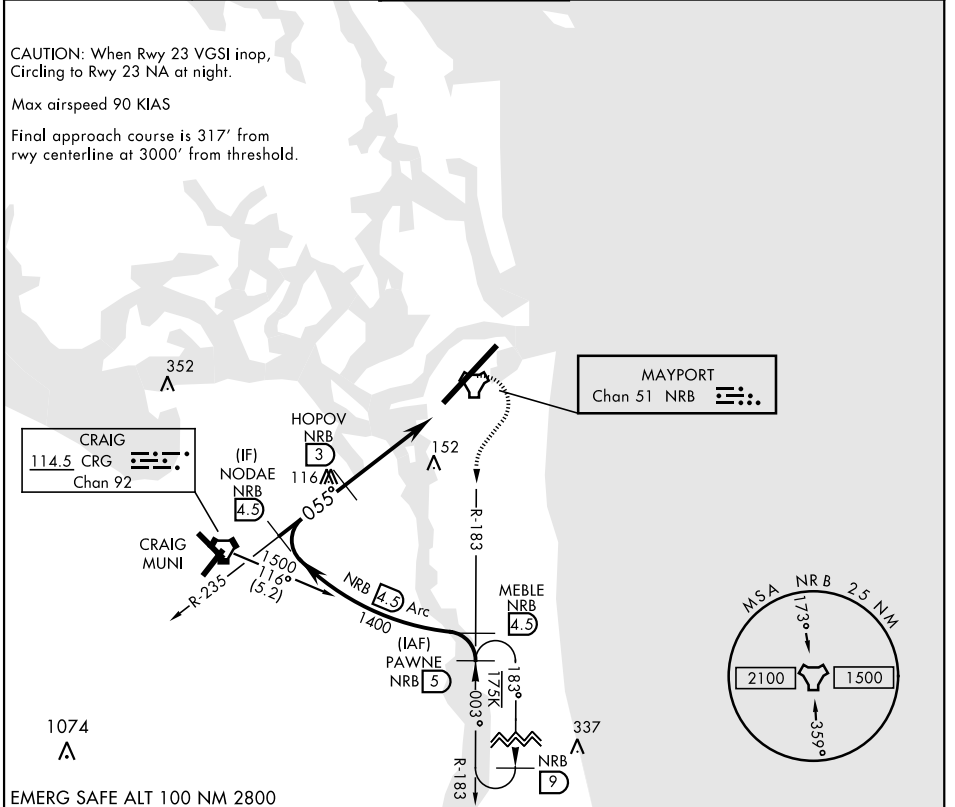 CAUTION: When Rwy 23 VGSI inop,
Circling to Rwy 23 NA at night.
Max airspeed 90 KIAS
Final approach course is 317' from
rwy centerline at 3000' from threshold.
352
MAYPORT
Chan 51 NRB
HOPOV
NRB
3
116
152
CRAIG
114.5 CRG
Chan 92
(IF)
NODAE
NRB
4.5
055°
CRAIG
MUNI
R-235
1500
116°
(5.2)
NRB 4.5 Arc
1400
R-183
MEBLE
NRB
4.5
(IAF)
PAWNE
NRB 5
003°
175K
183°
R-183
337
NRB
9
MSA NRB 25 NM
173°
2100
1500
359°
1074
EMERG SAFE ALT 100 NM 2800